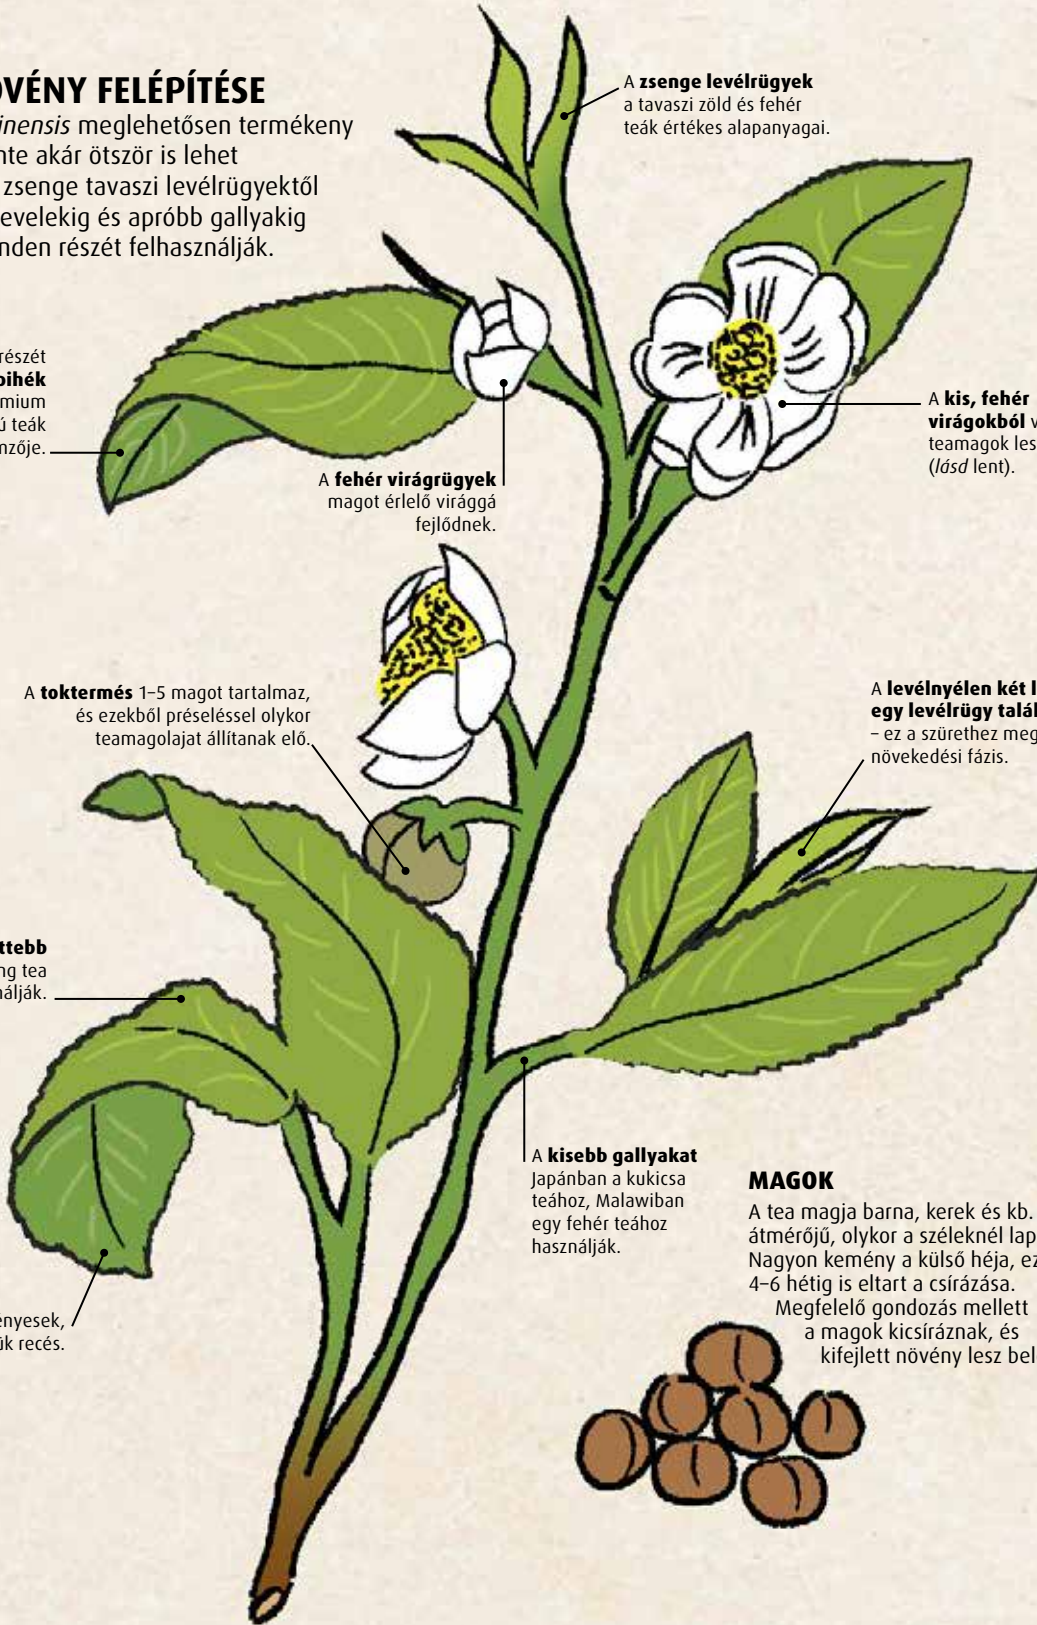 ÖVÉNY FELÉPÍTÉSE
inensis meglehetősen termékeny
nte akár ötször is lehet
zsenge tavaszi levélrügyektől
evelekig és apróbb gallyakig
nden részét felhasználják.
A zsenge levélrügyek
a tavaszi zöld és fehér
teák értékes alapanyagai.
részét
pihék
mium
ú teák
nzője.
A fehér virágrügyek
magot érlelő virággá
fejlődnek.
A kis, fehér
virágokból v
teamagok les
(lásd lent).
A toktermés 1–5 magot tartalmaz,
és ezekből préseléssel olykor
teamagolajat állítanak elő.
A levélnyélen két l
egy levélrügy talál
– ez a szürethez meg
növekedési fázis.
ttebb
ng tea
nálják.
A kisebb gallyakat
Japánban a kukicsa
teához, Malawiban
egy fehér teához
használják.
ényesek,
ük recés.
MAGOK
A tea magja barna, kerek és kb.
átmérőjű, olykor a széleknél lap
Nagyon kemény a külső héja, ez
4–6 hétig is eltart a csírázása.
Megfelelő gondozás mellett
a magok kicsíráznak, és
kifejlett növény lesz bel